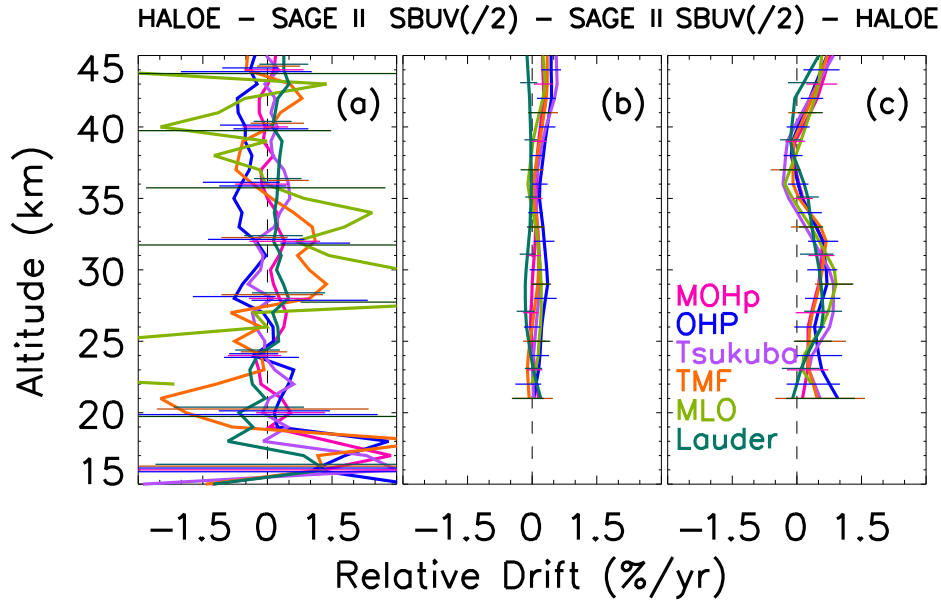 HALOE – SAGE II SBUV(/2) – SAGE II SBUV(/2) – HALOE
(a) (b) (c)
45
40
35
30
25
20
15
Altitude (km)
MOHp
OHP
Tsukuba
TMF
MLO
Lauder
−1.5 0 1.5 −1.5 0 1.5 −1.5 0 1.5
Relative Drift (%/yr)